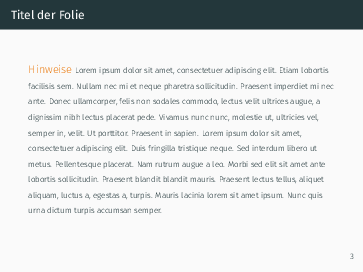 Titel der Folie
Hinweise Lorem ipsum dolor sit amet, consectetuer adipiscing elit. Etiam lobortis
facilisis sem. Nullam nec mi et neque pharetra sollicitudin. Praesent imperdiet mi nec
ante. Donec ullamcorper, felis non sodales commodo, lectus velit ultrices augue, a
dignissim nibh lectus placerat pede. Vivamus nunc nunc, molestie ut, ultricies vel,
semper in, velit. Ut porttitor. Praesent in sapien. Lorem ipsum dolor sit amet,
consectetuer adipiscing elit. Duis fringilla tristique neque. Sed interdum libero ut
metus. Pellentesque placerat. Nam rutrum augue a leo. Morbi sed elit sit amet ante
lobortis sollicitudin. Praesent blandit blandit mauris. Praesent lectus tellus, aliquet
aliquam, luctus a, egestas a, turpis. Mauris lacinia lorem sit amet ipsum. Nunc quis
urna dictum turpis accumsan semper.
3